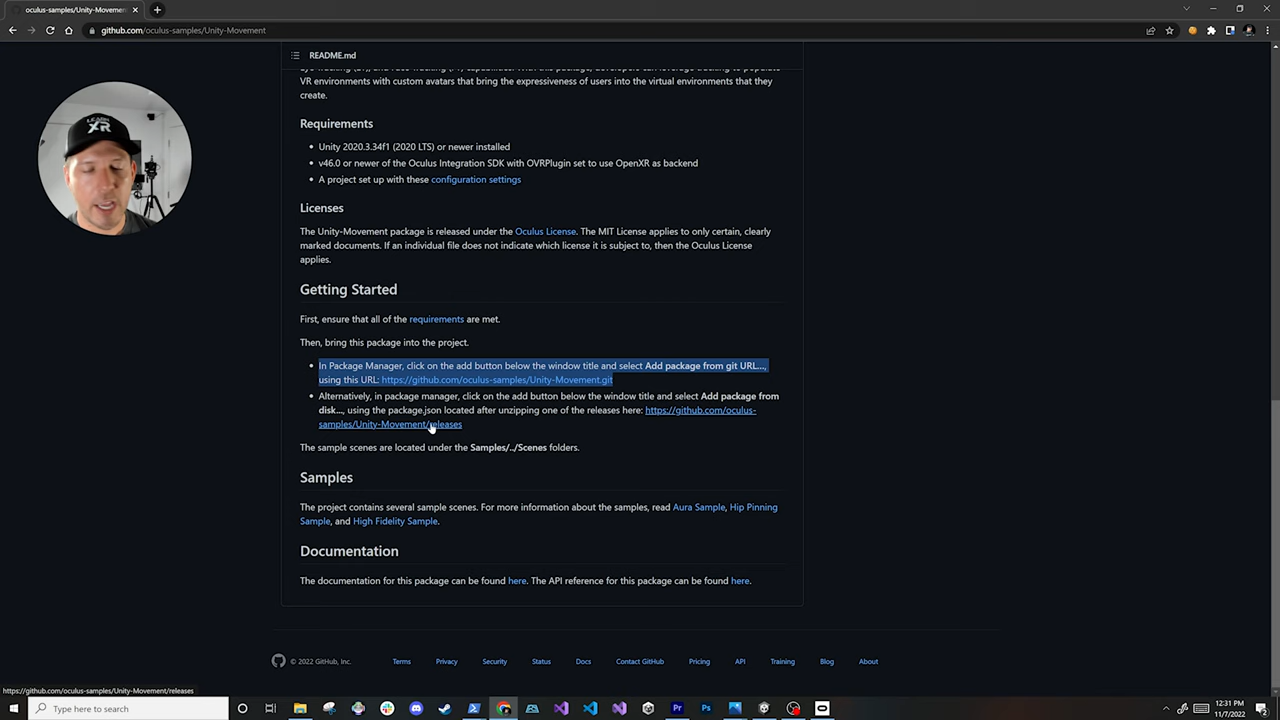 oculus-samples/Unity-Movement
github.com/oculus-samples/Unity-Movement
README.md
VR environments with custom avatars that bring the expressiveness of users into the virtual environments that they
create.
Requirements
Unity 2020.3.34f1 (2020 LTS) or newer installed
v46.0 or newer of the Oculus Integration SDK with OVRPlugin set to use OpenXR as backend
A project set up with these configuration settings
LEARN
XR
Licenses
The Unity-Movement package is released under the Oculus License. The MIT License applies to only certain, clearly
marked documents. If an individual file does not indicate which license it is subject to, then the Oculus License
applies.
Getting Started
First, ensure that all of the requirements are met.
Then, bring this package into the project.
In Package Manager, click on the add button below the window title and select Add package from git URL...,
using this URL: https://github.com/oculus-samples/Unity-Movement.git
Alternatively, in package manager, click on the add button below the window title and select Add package from
disk..., using the package.json located after unzipping one of the releases here: https://github.com/oculus-
samples/Unity-Movement/releases
The sample scenes are located under the Samples/../Scenes folders.
Samples
The project contains several sample scenes. For more information about the samples, read Aura Sample, Hip Pinning
Sample, and High Fidelity Sample.
Documentation
The documentation for this package can be found here. The API reference for this package can be found here.
© 2022 GitHub, Inc. Terms Privacy Security Status Docs Contact GitHub Pricing API Training Blog About
https://github.com/oculus-samples/Unity-Movement/releases
Type here to search
12:31 PM
11/7/2022